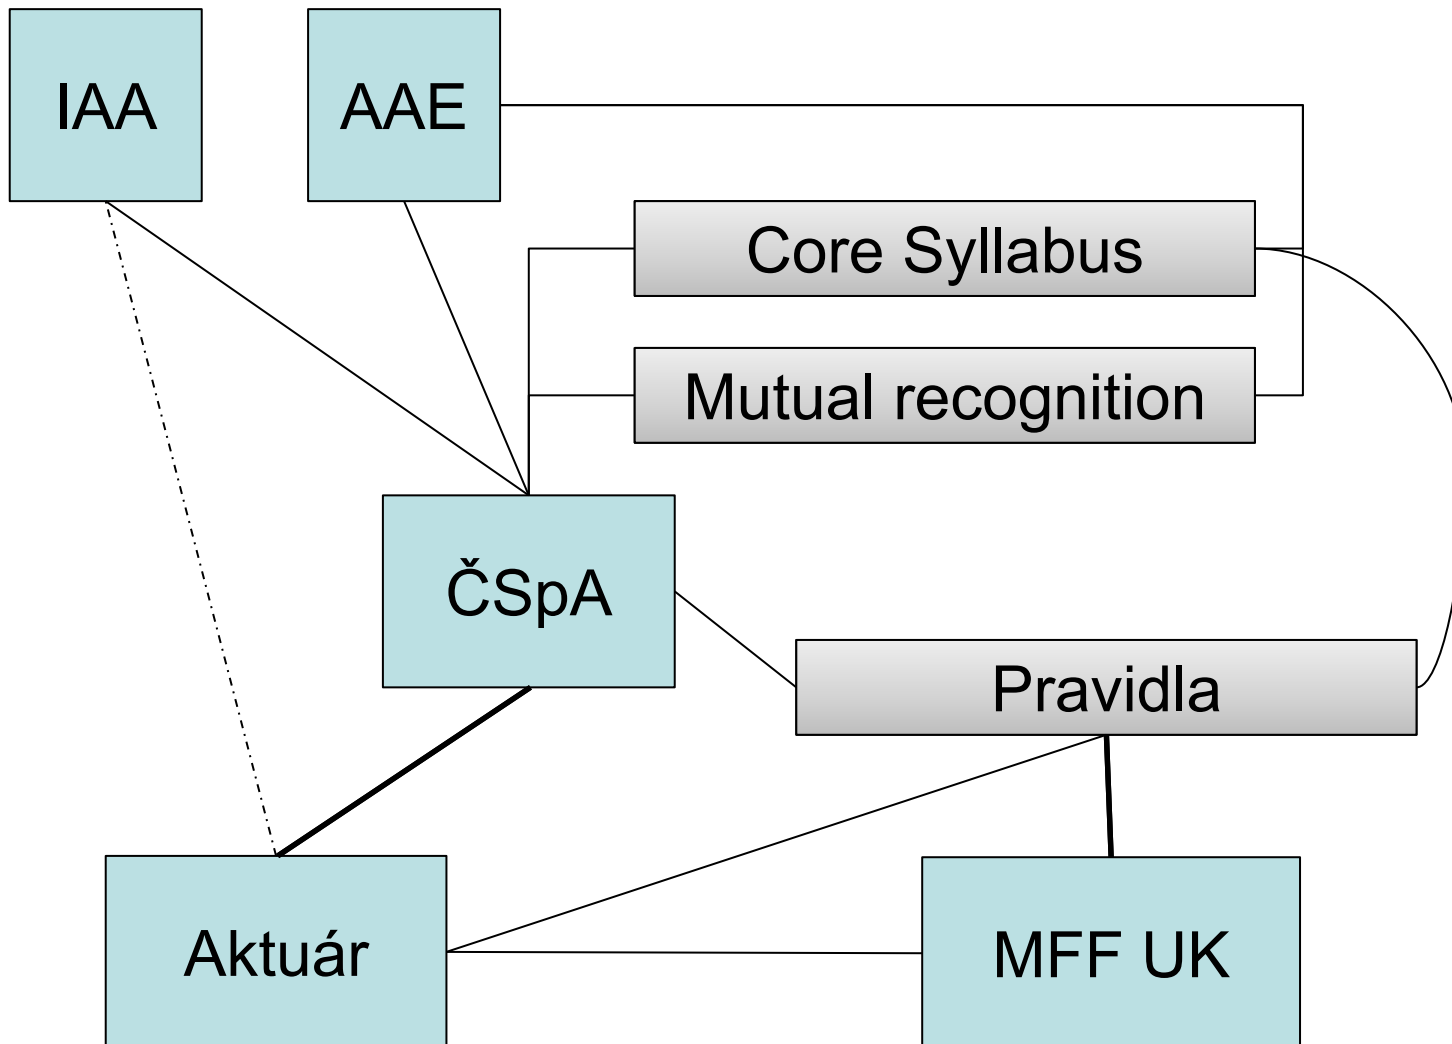 IAA
AAE
Core Syllabus
Mutual recognition
ČSpA
Pravidla
Aktuár
MFF UK